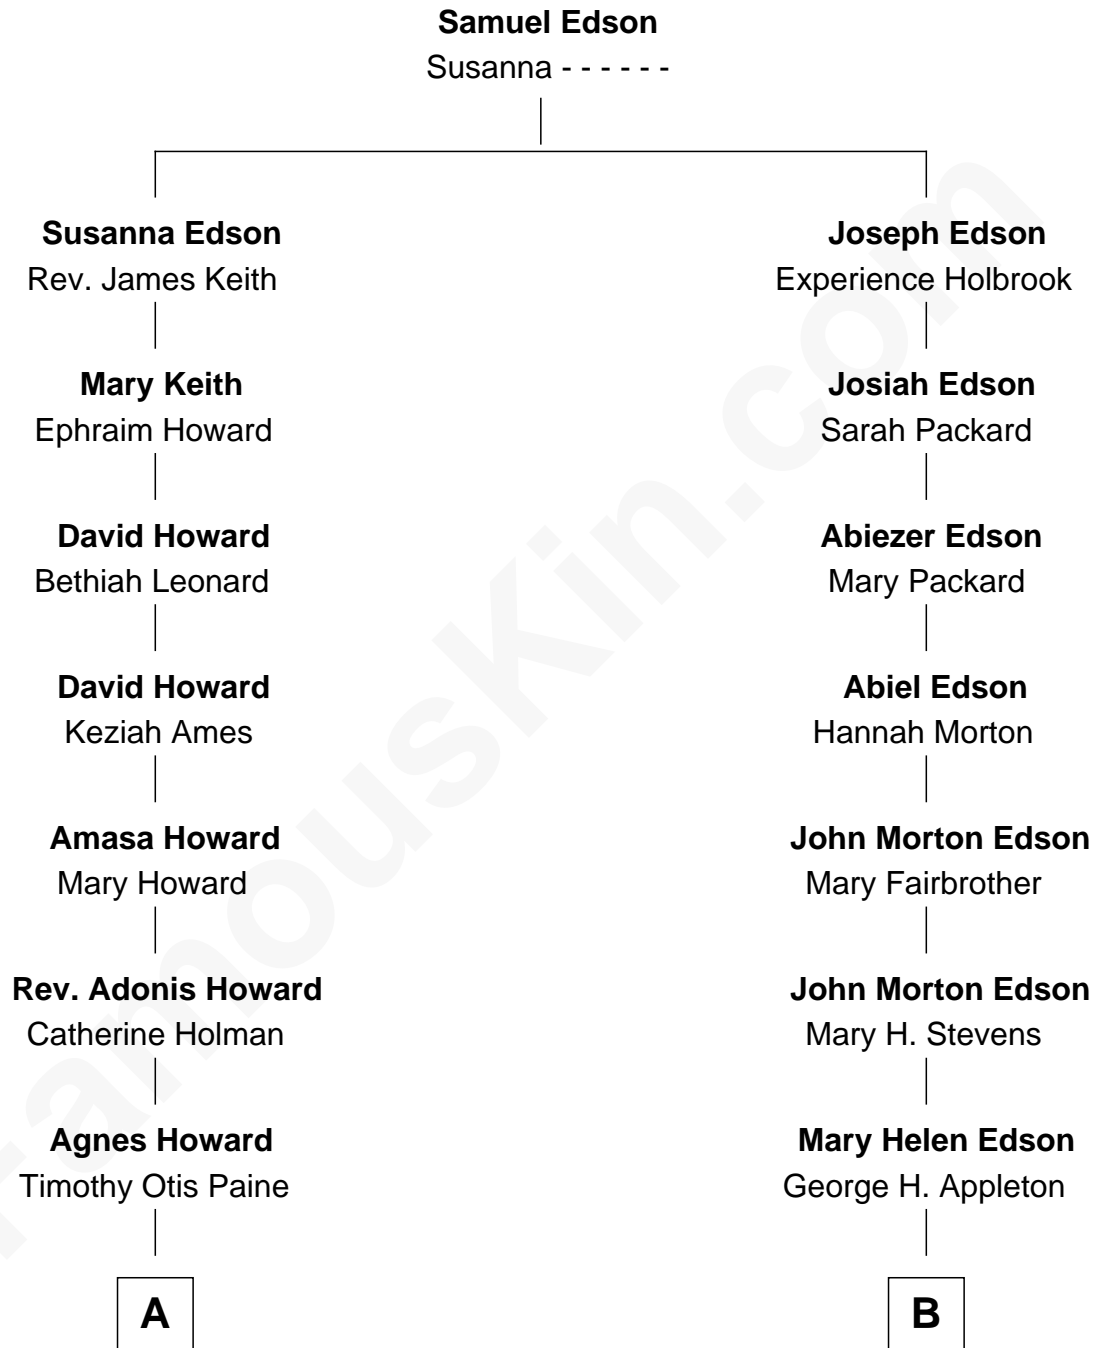 Samuel Edson
Susanna - - - - - -
Susanna Edson
Rev. James Keith
Joseph Edson
Experience Holbrook
Mary Keith
Ephraim Howard
Josiah Edson
Sarah Packard
David Howard
Bethiah Leonard
Abiezer Edson
Mary Packard
David Howard
Keziah Ames
Abiel Edson
Hannah Morton
Amasa Howard
Mary Howard
John Morton Edson
Mary Fairbrother
Rev. Adonis Howard
Catherine Holman
John Morton Edson
Mary H. Stevens
Agnes Howard
Timothy Otis Paine
Mary Helen Edson
George H. Appleton
A
B
FamousKin.com